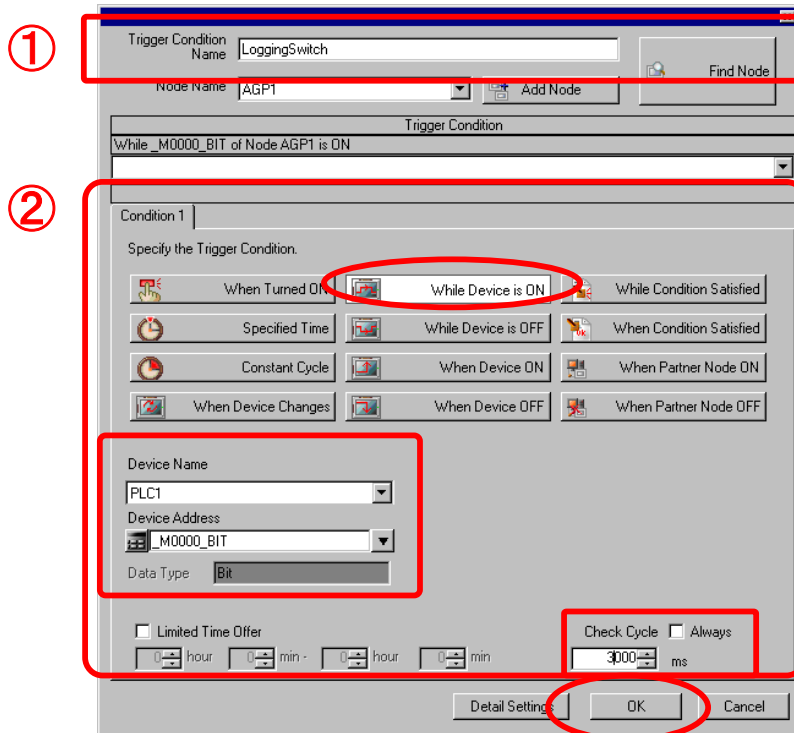 ①
Trigger Condition
Name
LoggingSwitch
Find Node
Node Name
AGP1
Add Node
Trigger Condition
While _M0000_BIT of Node AGP1 is ON
②
Condition 1
Specify the Trigger Condition.
When Turned ON
While Device is ON
While Condition Satisfied
Specified Time
While Device is OFF
When Condition Satisfied
Constant Cycle
When Device ON
When Partner Node ON
When Device Changes
When Device OFF
When Partner Node OFF
Device Name
PLC1
Device Address
_M0000_BIT
Data Type Bit
Limited Time Offer
Check Cycle Always
0 hour 0 min - 0 hour 0 min
3000 ms
Detail Settings
OK
Cancel